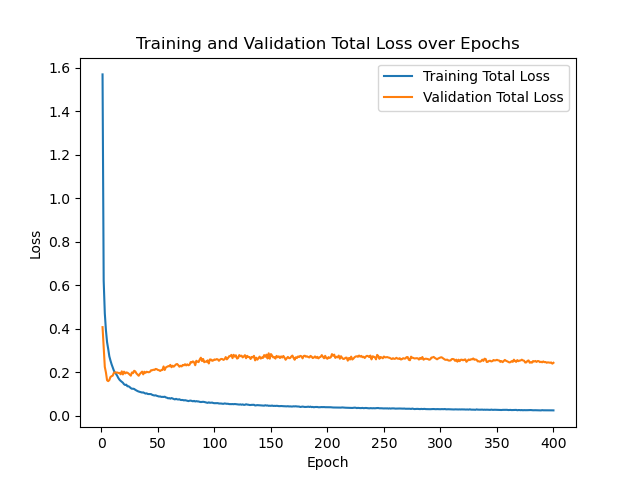 Training and Validation Total Loss over Epochs
Training Total Loss
Validation Total Loss
Loss
1.6
1.4
1.2
1.0
0.8
0.6
0.4
0.2
0.0
0 50 100 150 200 250 300 350 400
Epoch